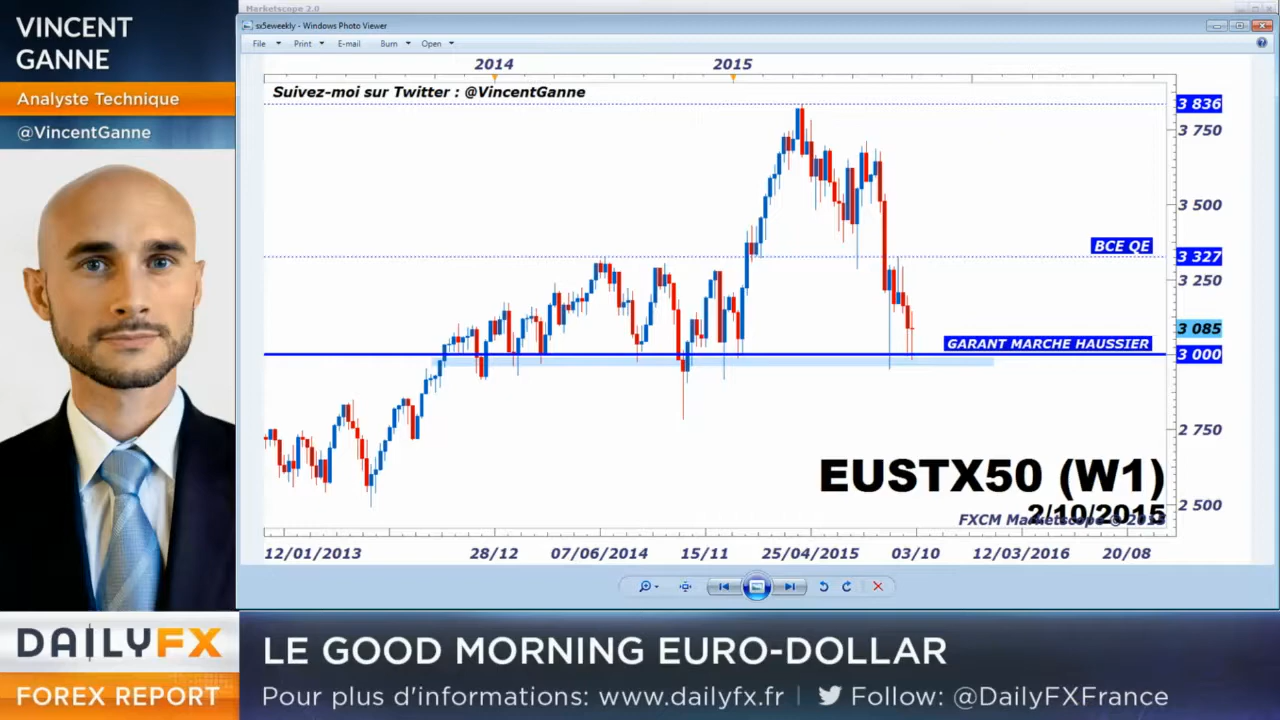 VINCENT
GANNE
Analyste Technique
@VincentGanne
Marketscope 2.0
sx5eweekly - Windows Photo Viewer
File Print E-mail Burn Open
2014 2015
Suivez-moi sur Twitter : @VincentGanne
3 836
3 750
3 500
BCE QE
3 327
3 250
3 085
GARANT MARCHE HAUSSIER
3 000
2 750
EUSTX50 (W1)
2/10/2015
2 500
FXCM Marketscope © 2015
12/01/2013 28/12 07/06/2014 15/11 25/04/2015 03/10 12/03/2016 20/08
DAILYFX
FOREX REPORT
LE GOOD MORNING EURO-DOLLAR
Pour plus d'informations: www.dailyfx.fr | Follow: @DailyFXFrance